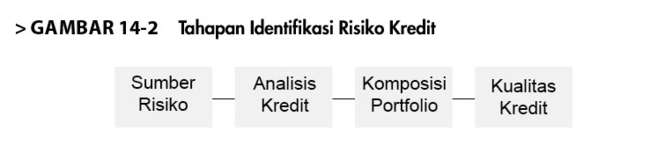 > GAMBAR 14-2 Tahapan Identifikasi Risiko Kredit
Sumber
Risiko
Analisis
Kredit
Komposisi
Portfolio
Kualitas
Kredit